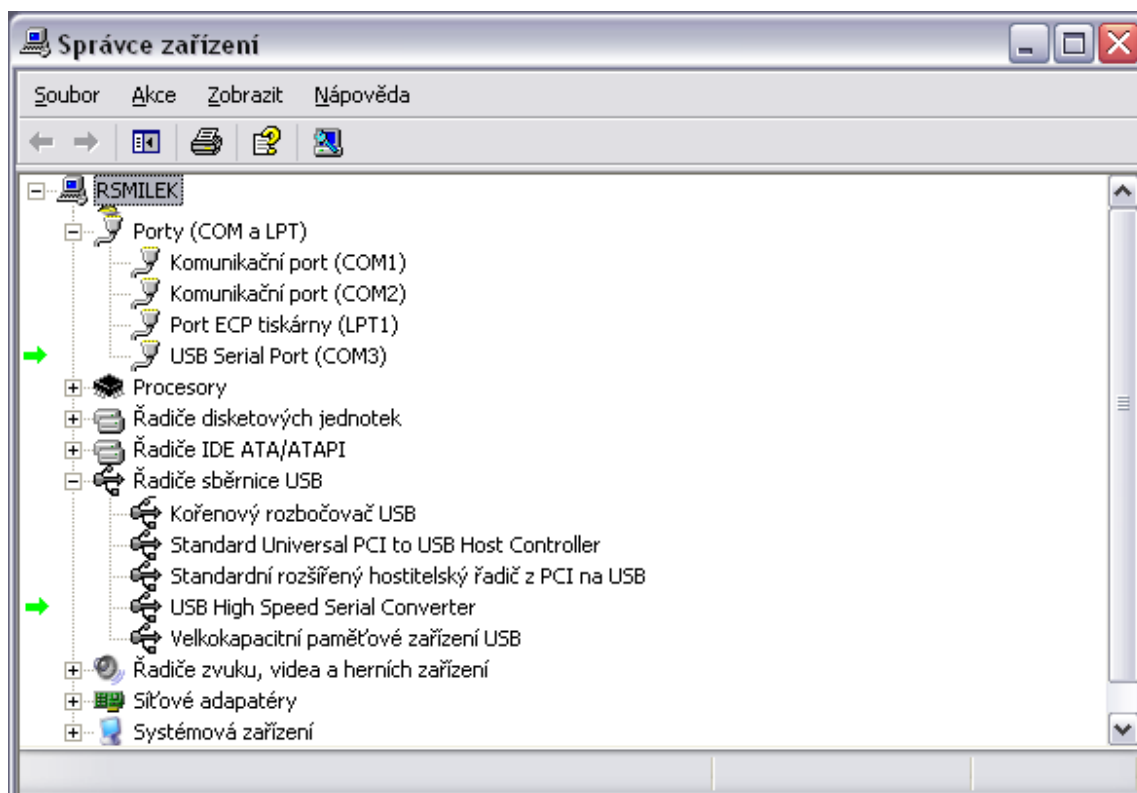 Správce zařízení
Soubor Akce Zobrazit Nápověda
RSMILEK
Porty (COM a LPT)
Komunikační port (COM1)
Komunikační port (COM2)
Port ECP tiskárny (LPT1)
USB Serial Port (COM3)
Procesory
Řadiče disketových jednotek
Řadiče IDE ATA/ATAPI
Řadiče sběrnice USB
Kořenový rozbočovač USB
Standard Universal PCI to USB Host Controller
Standardní rozšířený hostitelský řadič z PCI na USB
USB High Speed Serial Converter
Velkokapacitní paměťové zařízení USB
Řadiče zvuku, videa a herních zařízení
Síťové adapatéry
Systémová zařízení